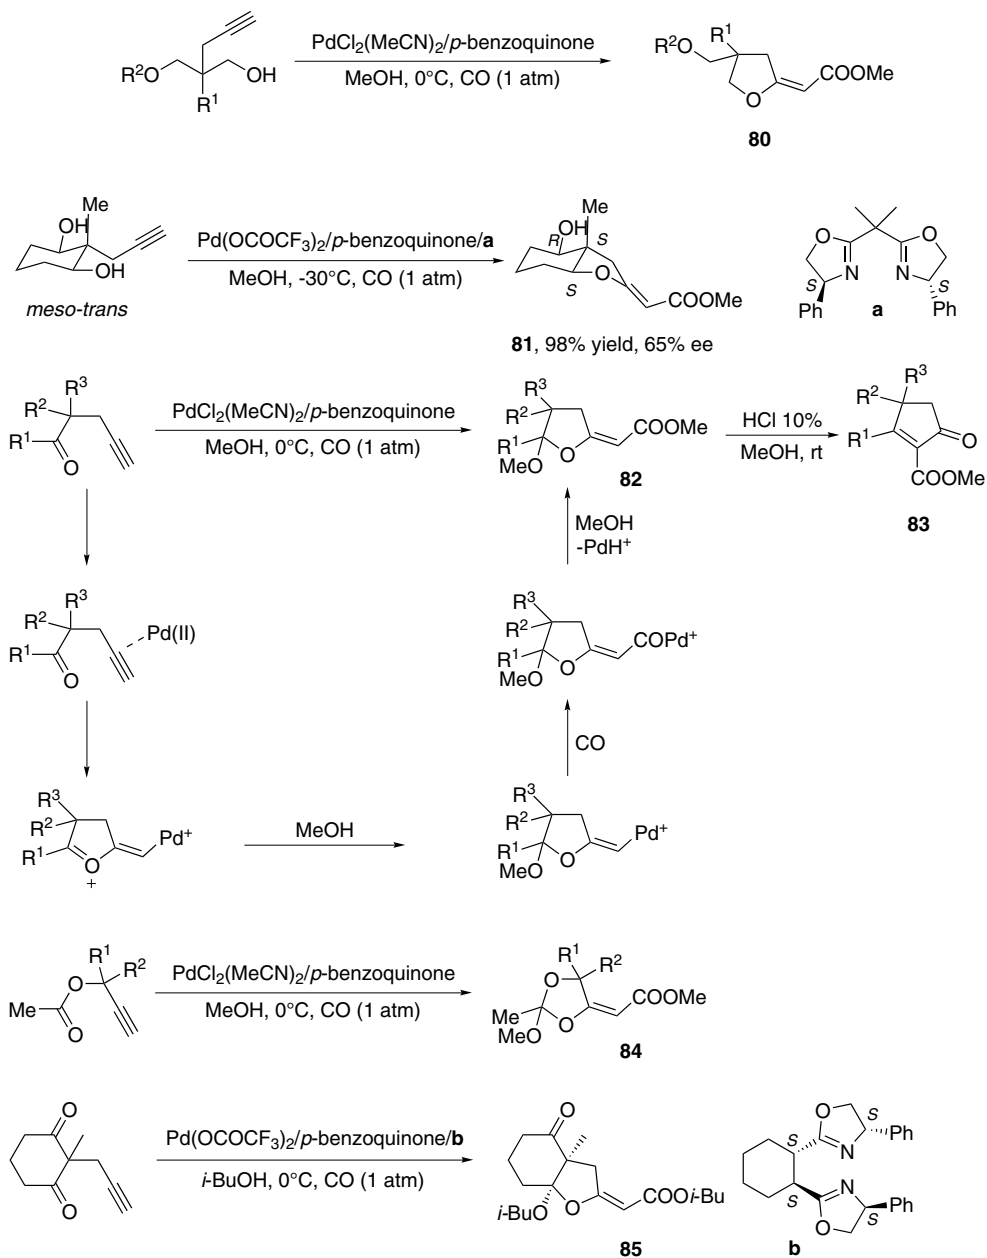 PdCl2(MeCN)2/p-benzoquinone
R2O OH R1
MeOH, 0°C, CO (1 atm)
R2O R1 O COOMe
80
OH Me OH
meso-trans
Pd(OCOCF3)2/p-benzoquinone/a
MeOH, -30°C, CO (1 atm)
OH Me R S S O COOMe
81, 98% yield, 65% ee
O O N N S S Ph Ph
a
R3 R2 R1 O
PdCl2(MeCN)2/p-benzoquinone
MeOH, 0°C, CO (1 atm)
R3 R2 R1 MeO O COOMe
82
HCl 10%
MeOH, rt
R3 R2 R1 O COOMe
83
MeOH
-PdH+
R3 R2 R1 O Pd(II)
R3 R2 R1 MeO O COPd+
CO
R3 R2 R1 O + Pd+
MeOH
R3 R2 R1 MeO O Pd+
R1 R2 O Me O
PdCl2(MeCN)2/p-benzoquinone
MeOH, 0°C, CO (1 atm)
R1 R2 O Me MeO O COOMe
84
O O
Pd(OCOCF3)2/p-benzoquinone/b
i-BuOH, 0°C, CO (1 atm)
O i-BuO O COOi-Bu
85
O S N Ph S S N Ph S O
b